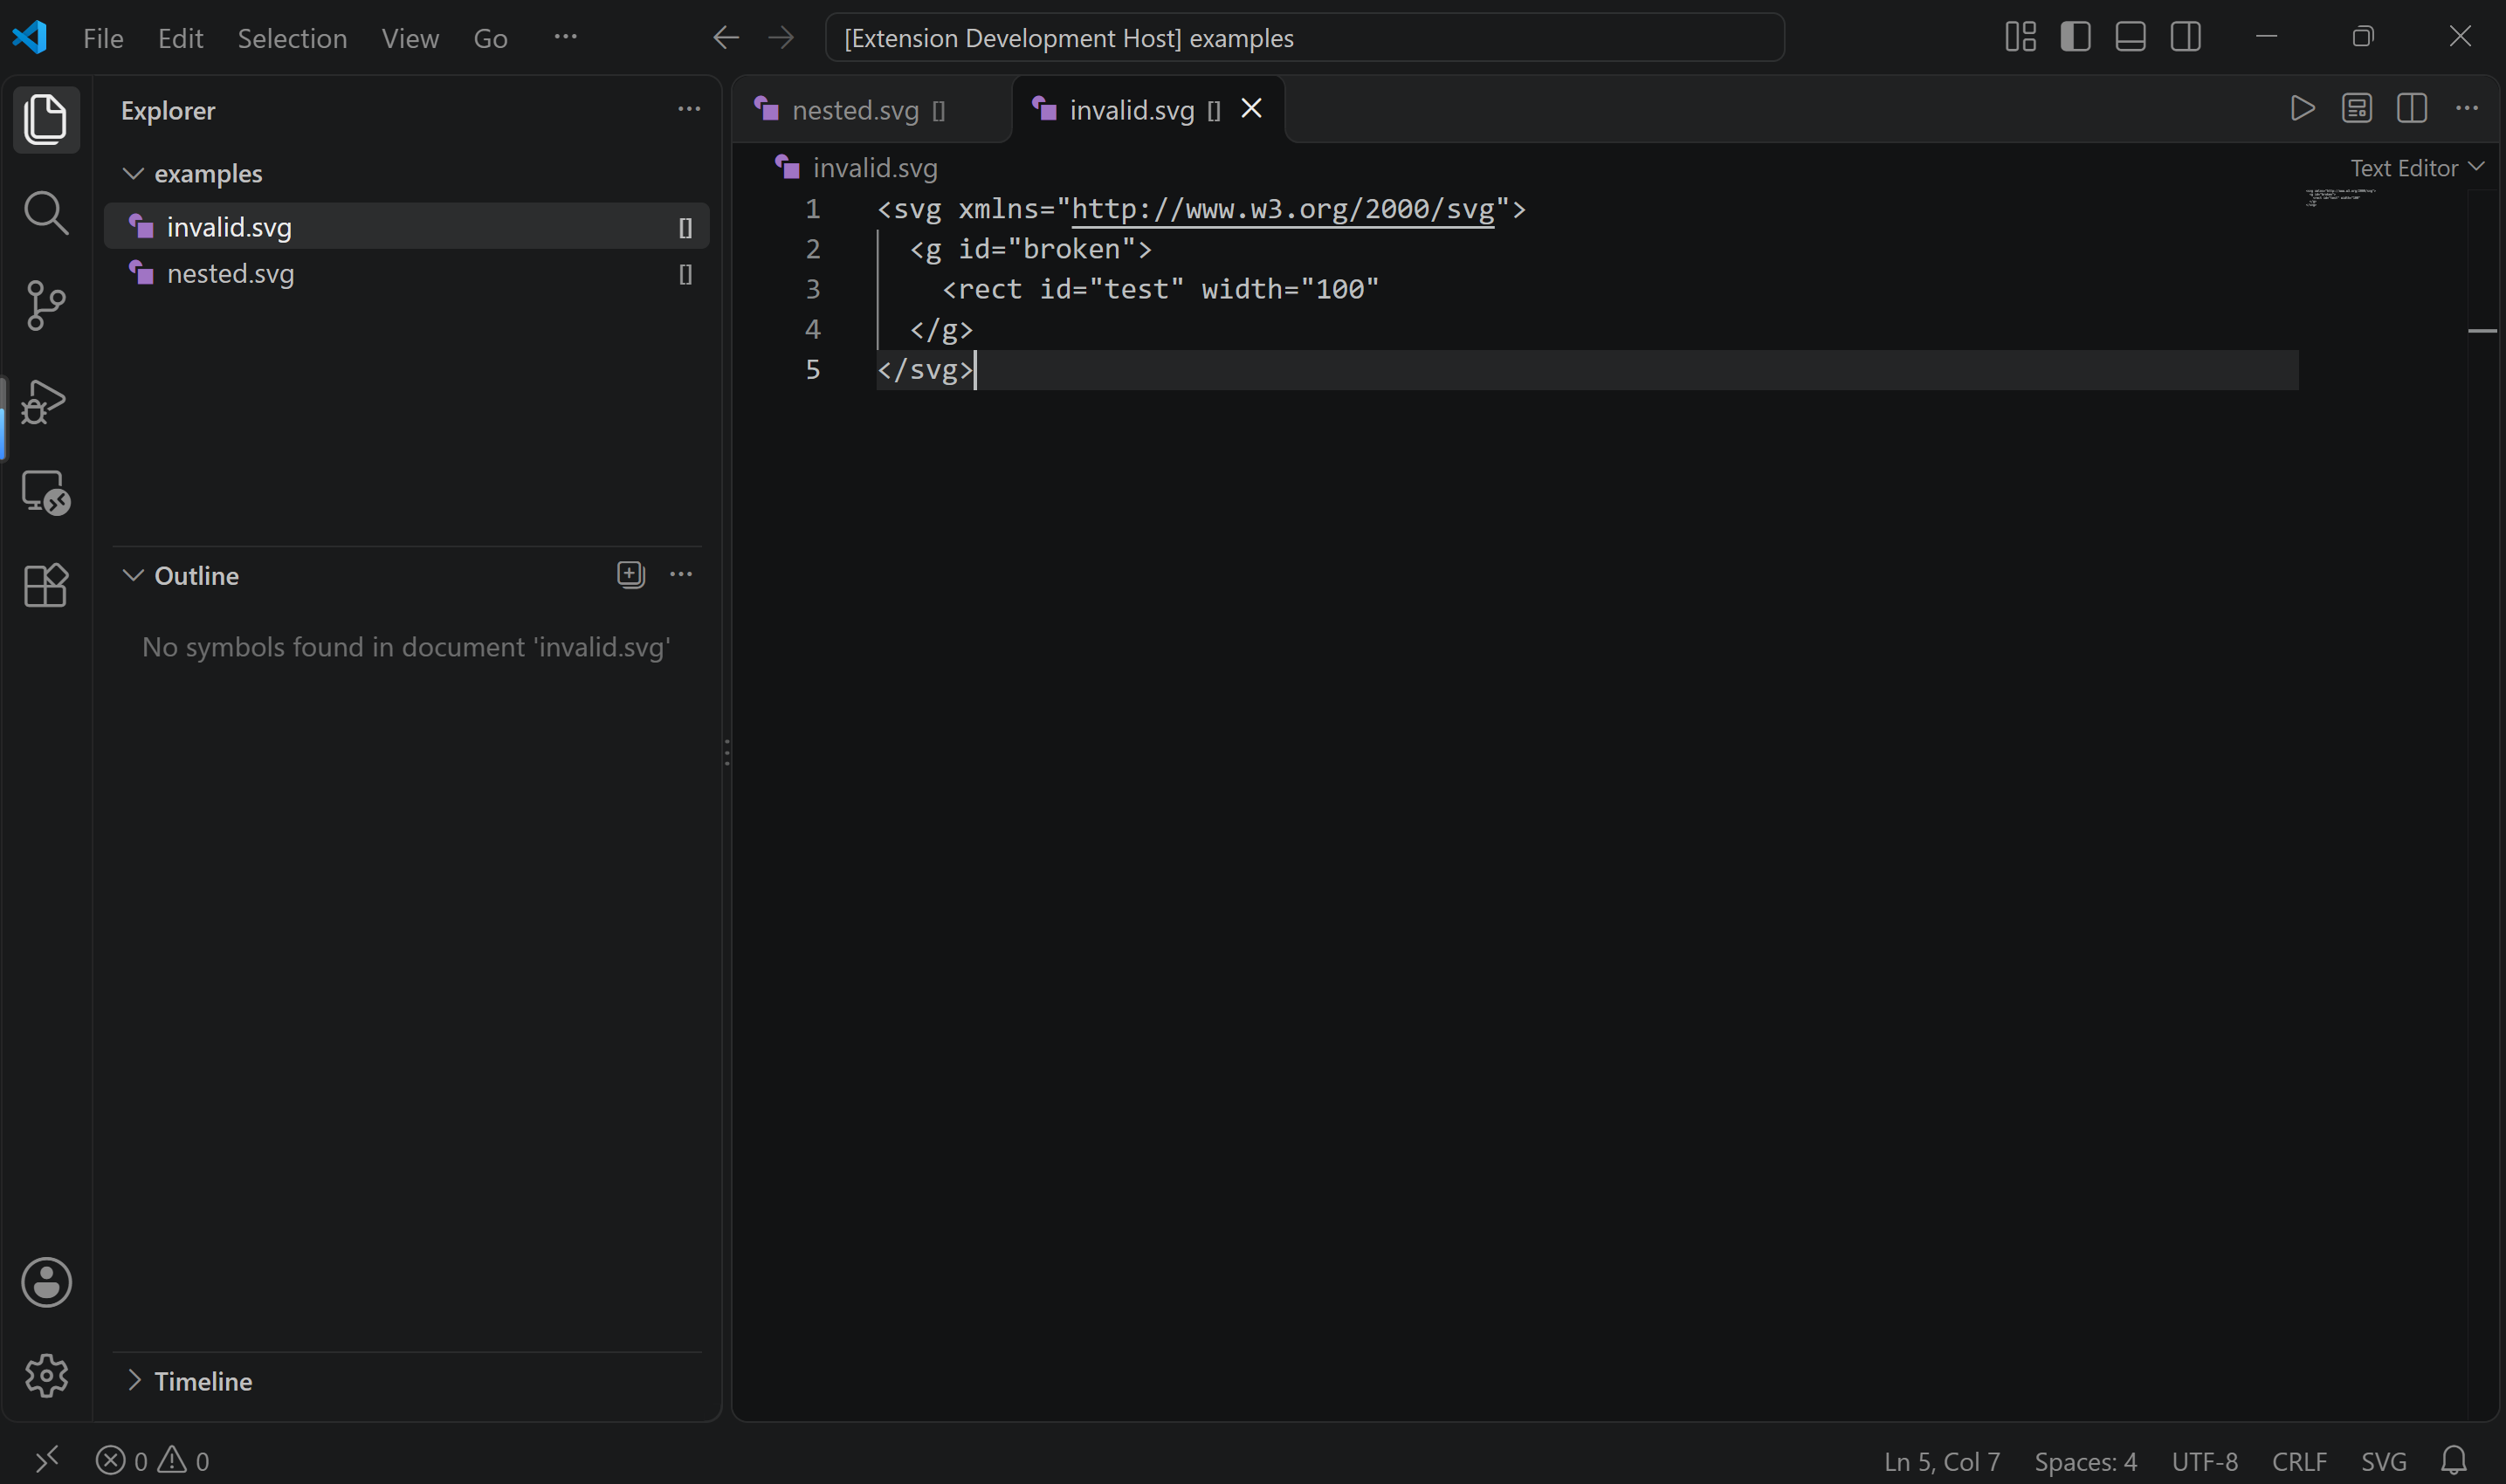 File Edit Selection View Go ···
[Extension Development Host] examples
Explorer
examples
invalid.svg []
nested.svg []
Outline
No symbols found in document 'invalid.svg'
Timeline
nested.svg [] invalid.svg []
invalid.svg
Text Editor
1 <svg xmlns="http://www.w3.org/2000/svg">
2 <g id="broken">
3 <rect id="test" width="100"
4 </g>
5 </svg>
0 0
Ln 5, Col 7 Spaces: 4 UTF-8 CRLF SVG